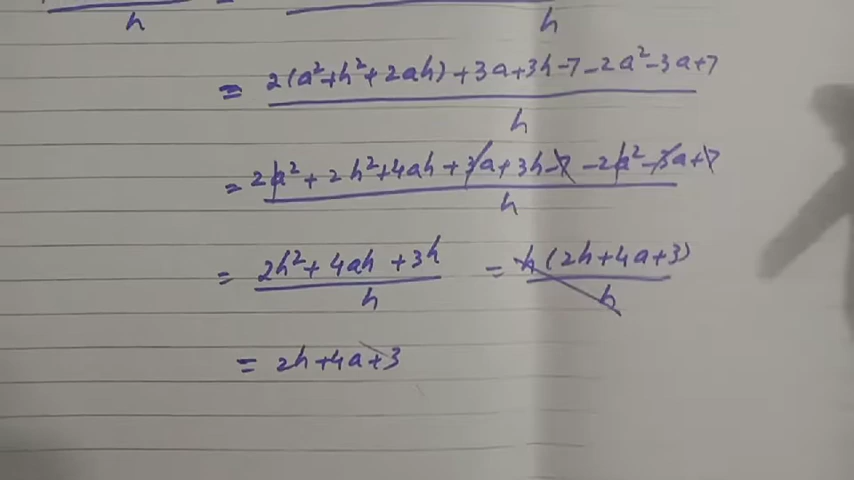 h h
= 2(a²+h²+2ah)+3a+3h-7-2a²-3a+7
h
= 2a²+2h²+4ah+3a+3h-7-2a²-3a+7
h
= 2h²+4ah+3h = h(2h+4a+3)
h h
= 2h+4a+3